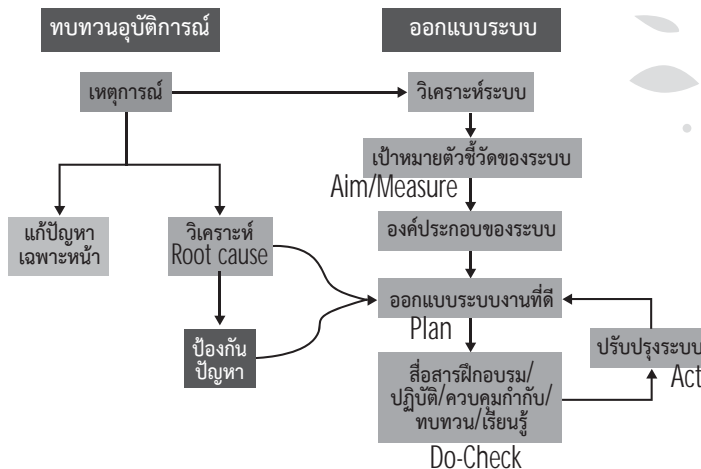 ทบทวนอุบัติการณ์
ออกแบบระบบ
เหตุการณ์
วิเคราะห์ระบบ
เป้าหมายตัวชี้วัดของระบบ
Aim/Measure
แก้ปัญหา
เฉพาะหน้า
วิเคราะห์
Root cause
องค์ประกอบของระบบ
ออกแบบระบบงานที่ดี
Plan
ป้องกัน
ปัญหา
ปรับปรุงระบบ
Act
สื่อสารฝึกอบรม/
ปฏิบัติ/ควบคุมกำกับ/
ทบทวน/เรียนรู้
Do-Check